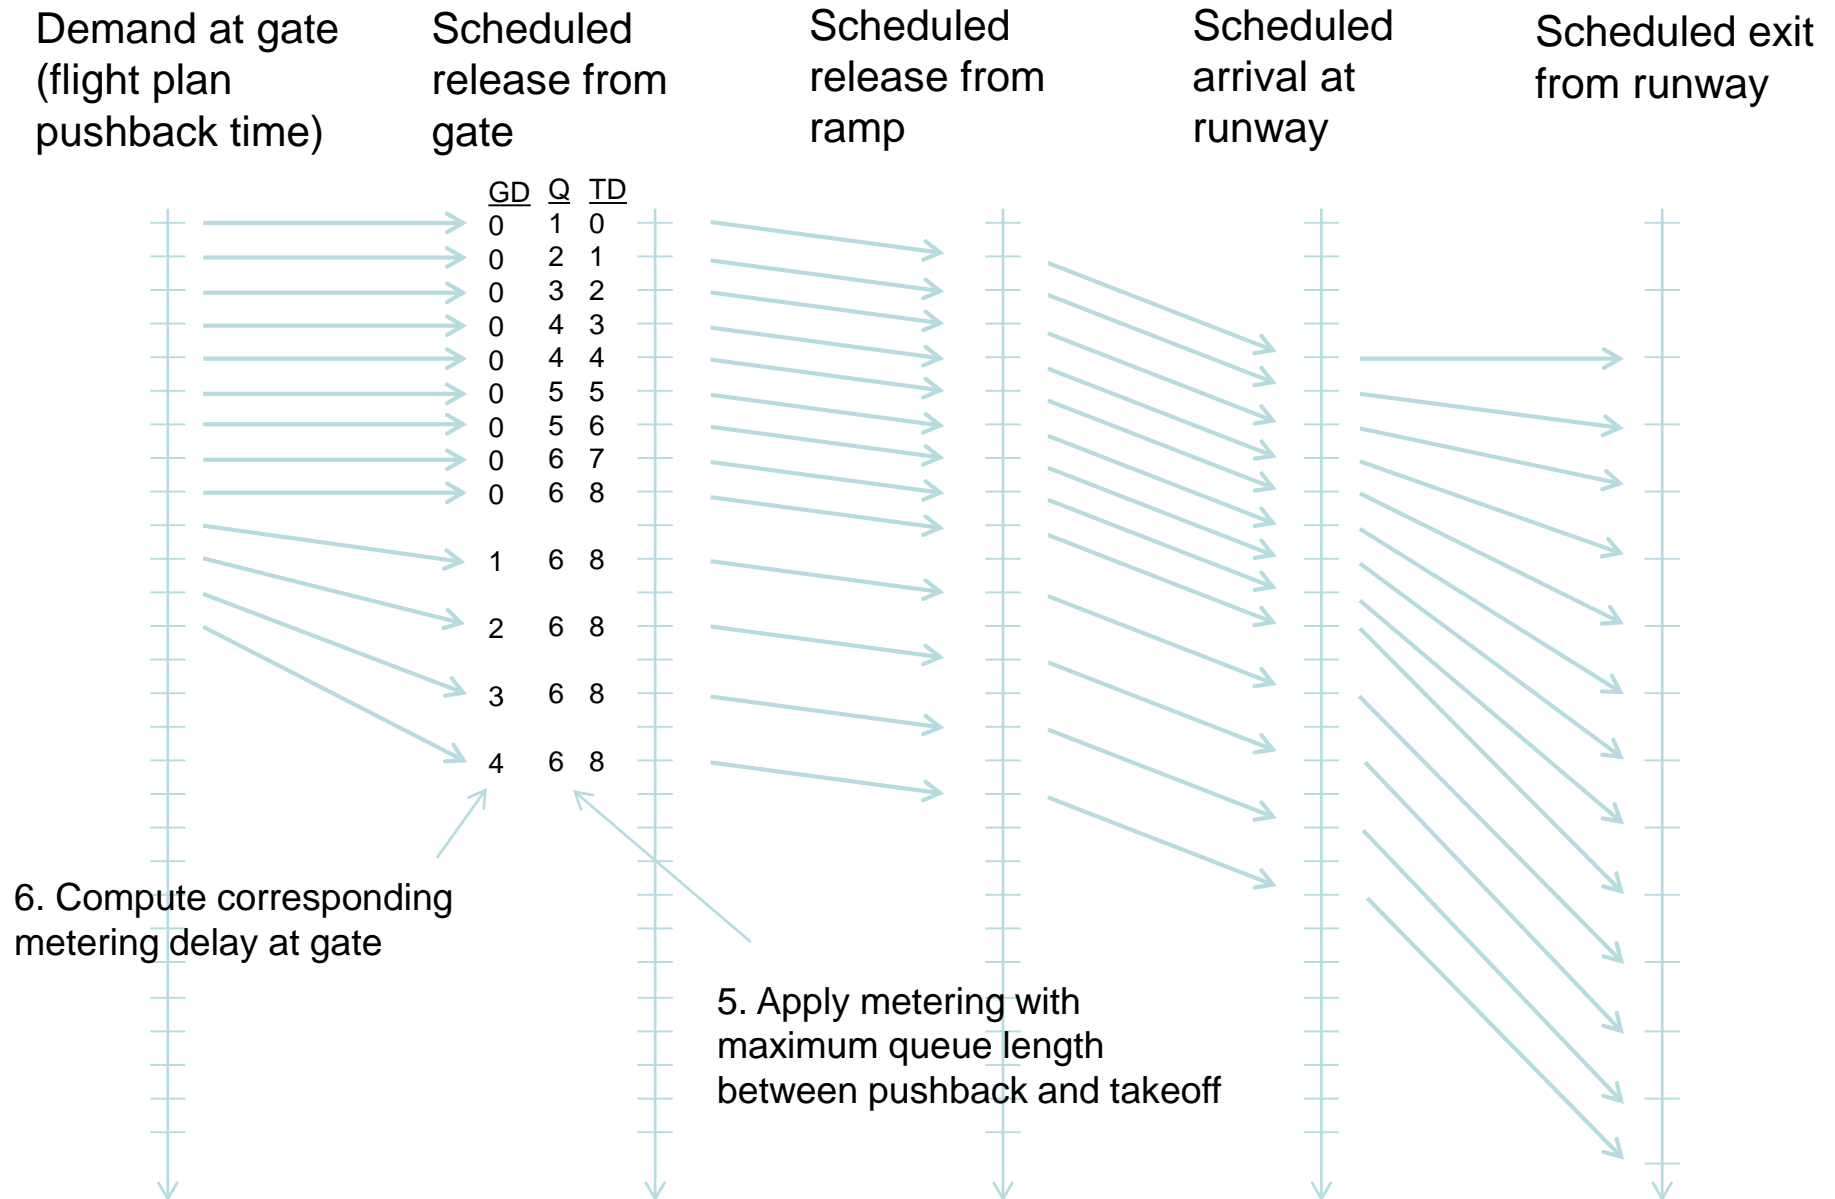 Demand at gate
(flight plan
pushback time)
Scheduled
release from
gate
Scheduled
release from
ramp
Scheduled
arrival at
runway
Scheduled exit
from runway
GD Q TD
0 1 0
0 2 1
0 3 2
0 4 3
0 4 4
0 5 5
0 5 6
0 6 7
0 6 8
1 6 8
2 6 8
3 6 8
4 6 8
6. Compute corresponding
metering delay at gate
5. Apply metering with
maximum queue length
between pushback and takeoff